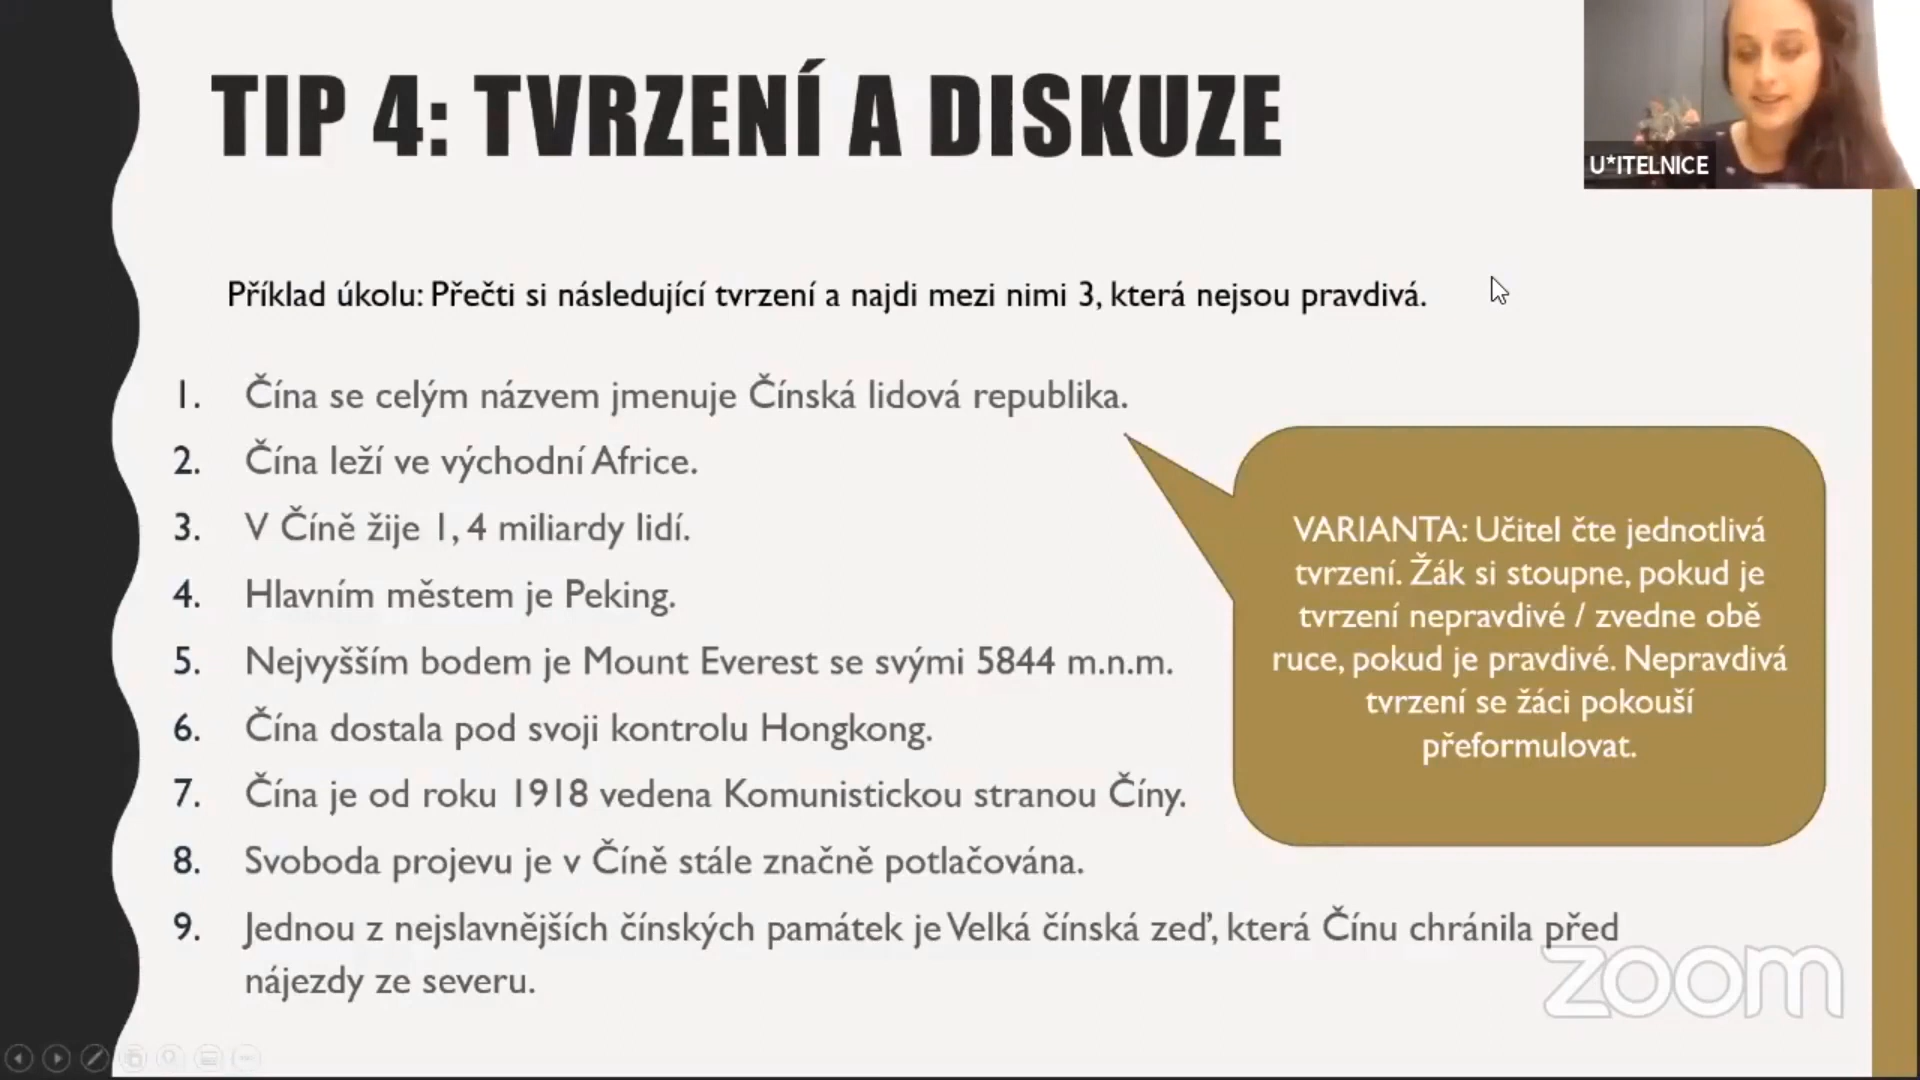 TIP 4: TVRZENÍ A DISKUZE
U*ITELNICE
Příklad úkolu: Přečti si následující tvrzení a najdi mezi nimi 3, která nejsou pravdivá.
1. Čína se celým názvem jmenuje Čínská lidová republika.
2. Čína leží ve východní Africe.
3. V Číně žije 1, 4 miliardy lidí.
4. Hlavním městem je Peking.
5. Nejvyšším bodem je Mount Everest se svými 5844 m.n.m.
6. Čína dostala pod svoji kontrolu Hongkong.
7. Čína je od roku 1918 vedena Komunistickou stranou Číny.
8. Svoboda projevu je v Číně stále značně potlačována.
9. Jednou z nejslavnějších čínských památek je Velká čínská zeď, která Čínu chránila před
nájezdy ze severu.
VARIANTA: Učitel čte jednotlivá
tvrzení. Žák si stoupne, pokud je
tvrzení nepravdivé / zvedne obě
ruce, pokud je pravdivé. Nepravdivá
tvrzení se žáci pokouší
přeformulovat.
zoom